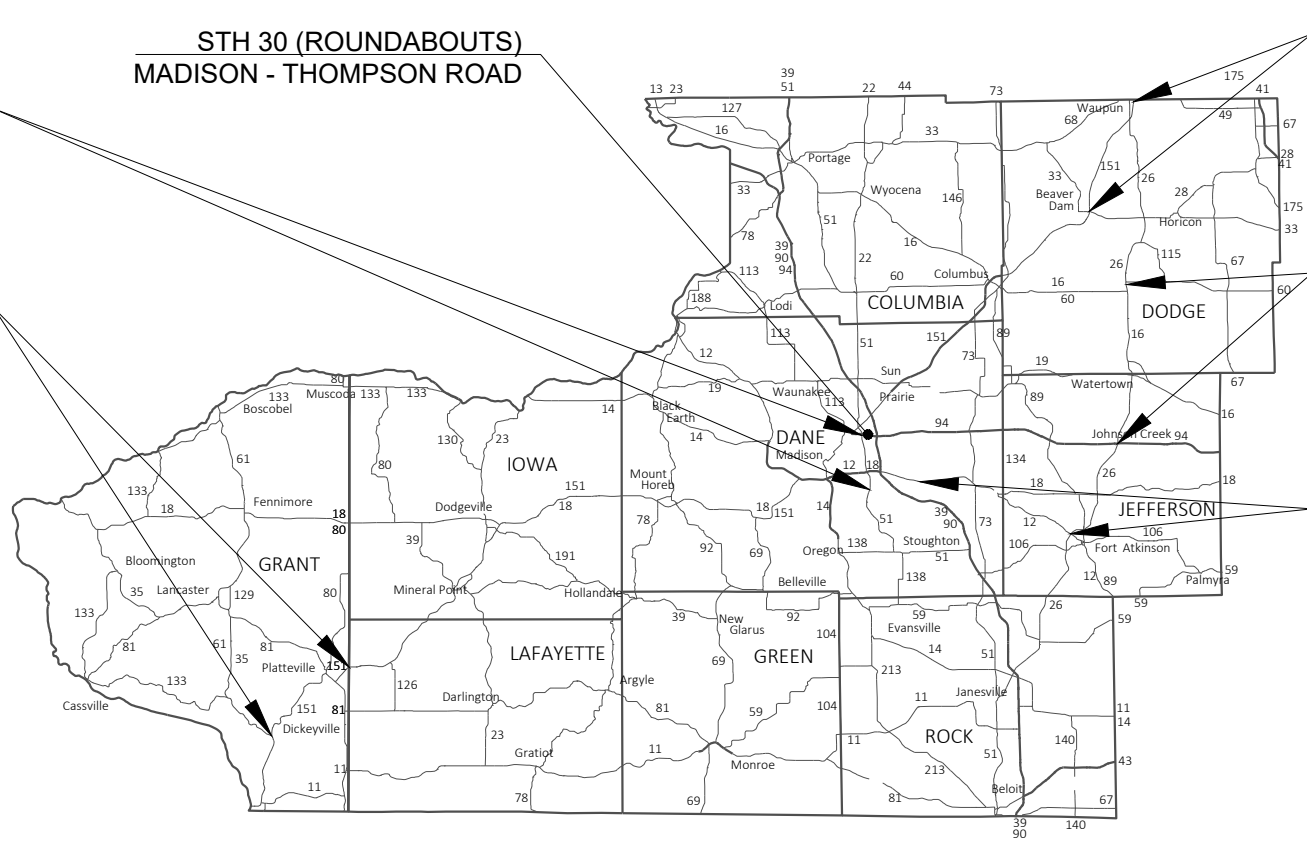 STH 30 (ROUNDABOUTS)
MADISON - THOMPSON ROAD
39
51
13 23
22
44
73
175
41
127
16
33
68
Waupun
49
67
28
41
Portage
33
Wyocena
146
33
151
26
Beaver
Dam
28
175
33
Horicon
78
51
39
90
94
16
22
113
60
Columbus
26
115
67
16
60
60
188
Lodi
COLUMBIA
DODGE
113
51
151
89
16
12
73
19
Sun
Prairie
19
Waunakee
113
Watertown
67
80
133
Muscoda
133
133
Boscobel
14
Black
Earth
89
16
94
Johnson Creek
94
14
DANE
Madison
130
23
61
IOWA
12
18
134
26
80
Mount
Horeb
18
18
133
151
18
Fennimore
18
Dodgeville
18
151
14
78
51
39
90
73
12
JEFFERSON
18
80
39
92
69
Oregon
138
Stoughton
51
106
106
Fort Atkinson
Bloomington
GRANT
191
138
12
89
59
Palmyra
35
Lancaster
129
80
Mineral Point
Hollandale
Belleville
59
133
39
New
Glarus
92
59
26
59
81
61
35
81
104
Evansville
14
51
Platteville
151
LAFAYETTE
69
GREEN
213
133
126
Argyle
Darlington
11
Janesville
Cassville
151
81
81
59
104
11
14
Dickeyville
23
11
ROCK
140
51
Gratiot
11
Monroe
213
43
11
11
78
69
81
Beloit
67
39
90
140